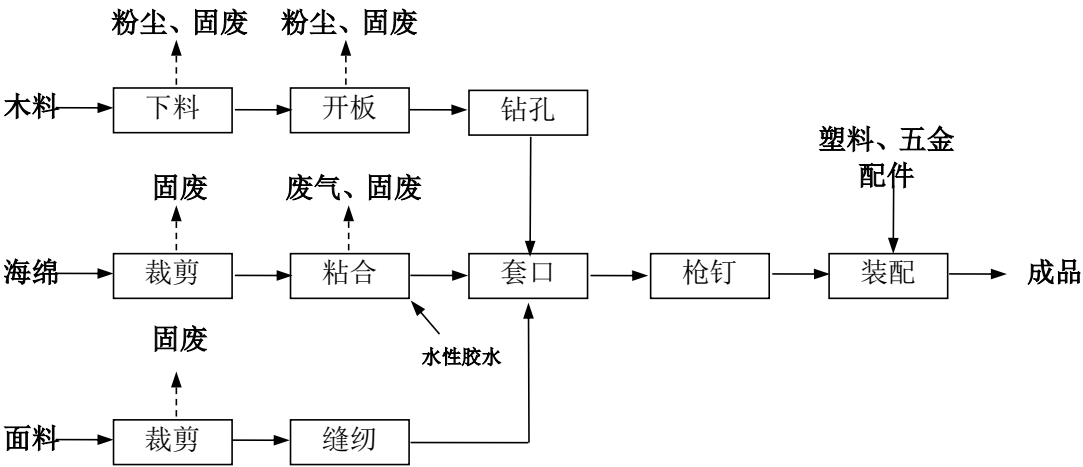 粉尘、固废
粉尘、固废
木料
下料
开板
钻孔
塑料、五金
配件
固废
废气、固废
海绵
裁剪
粘合
套口
枪钉
装配
成品
水性胶水
固废
面料
裁剪
缝纫